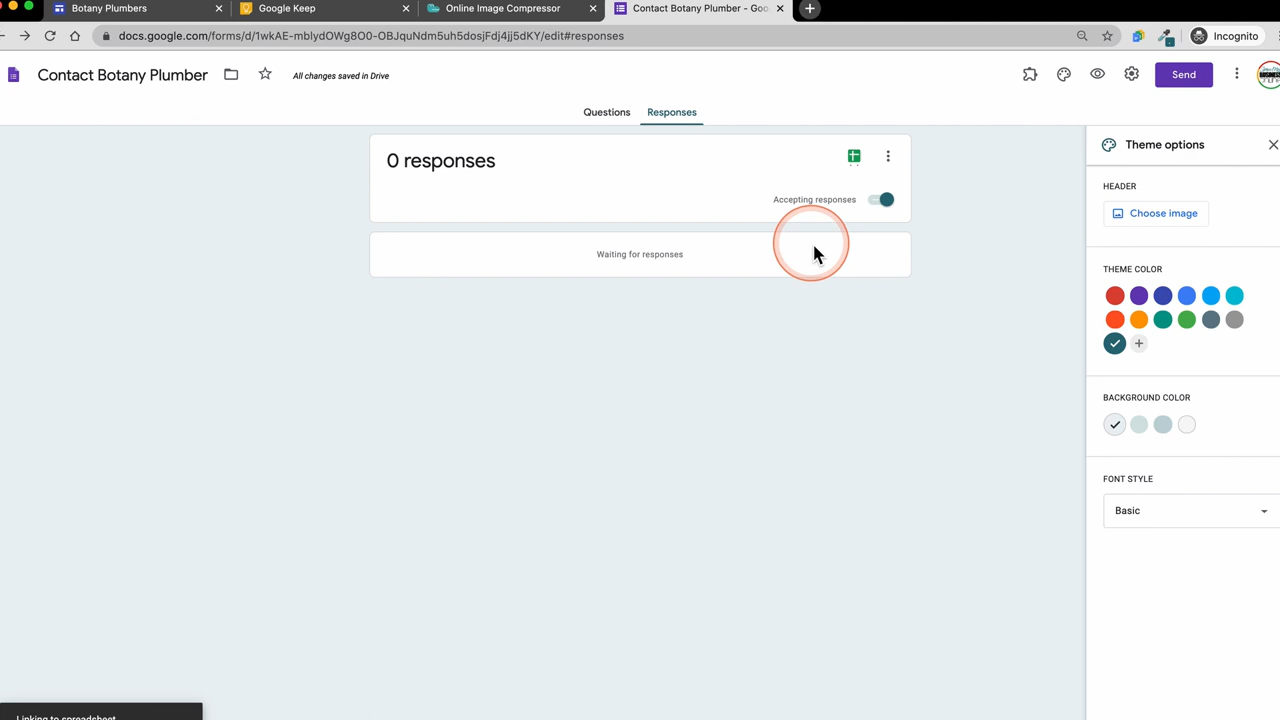 Botany Plumbers
Google Keep
Online Image Compressor
Contact Botany Plumber - Goo
docs.google.com/forms/d/1wkAE-mblydOWg8O0-OBJquNdm5uh5dosjFdj4jj5dKY/edit#responses
Incognito
Contact Botany Plumber
All changes saved in Drive
Send
Questions
Responses
0 responses
Accepting responses
Waiting for responses
Theme options
HEADER
Choose image
THEME COLOR
BACKGROUND COLOR
FONT STYLE
Basic
Linking to spreadsheet